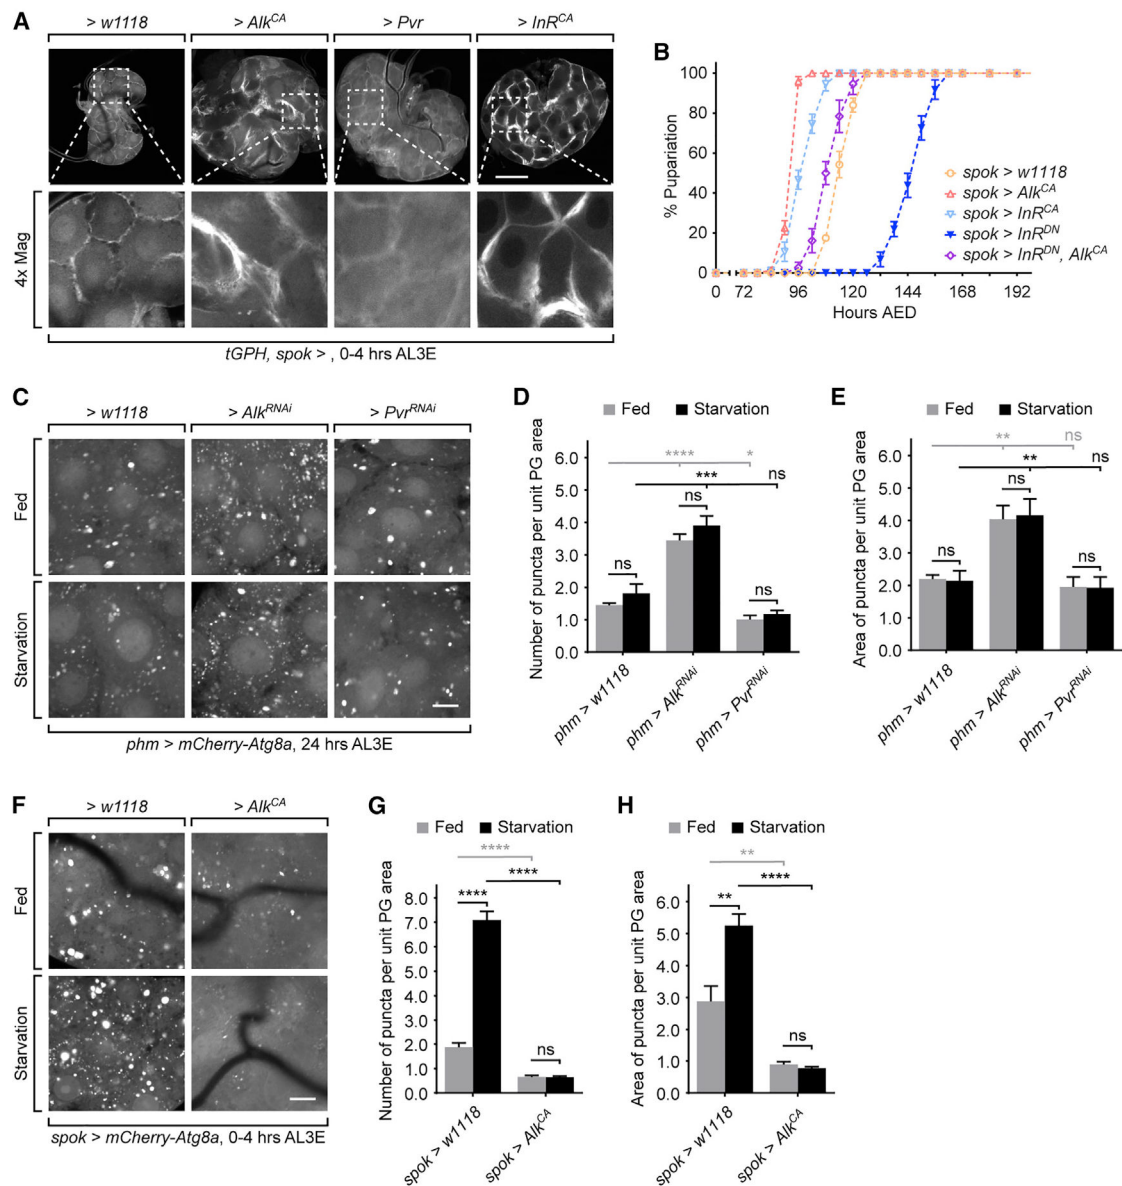 A
> w1118
> Alk^CA
> Pvr
> InR^CA
4x Mag
tGPH, spok > , 0-4 hrs AL3E
B
% Pupariation
100
80
60
40
20
0
0 72 96 120 144 168 192
Hours AED
spok > w1118
spok > Alk^CA
spok > InR^CA
spok > InR^DN
spok > InR^DN, Alk^CA
C
> w1118
> Alk^RNAi
> Pvr^RNAi
Fed
Starvation
phm > mCherry-Atg8a, 24 hrs AL3E
D
Fed Starvation
Number of puncta per unit PG area
6.0
5.0
4.0
3.0
2.0
1.0
0.0
**** *
*** ns
ns
ns
ns
phm > w1118
phm > Alk^RNAi
phm > Pvr^RNAi
E
Fed Starvation
Area of puncta per unit PG area
6.0
5.0
4.0
3.0
2.0
1.0
0.0
** ns
** ns
ns
ns
ns
phm > w1118
phm > Alk^RNAi
phm > Pvr^RNAi
F
> w1118
> Alk^CA
Fed
Starvation
spok > mCherry-Atg8a, 0-4 hrs AL3E
G
Fed Starvation
Number of puncta per unit PG area
8.0
7.0
6.0
5.0
4.0
3.0
2.0
1.0
0.0
****
****
****
ns
spok > w1118
spok > Alk^CA
H
Fed Starvation
Area of puncta per unit PG area
6.0
5.0
4.0
3.0
2.0
1.0
0.0
**
****
**
ns
spok > w1118
spok > Alk^CA